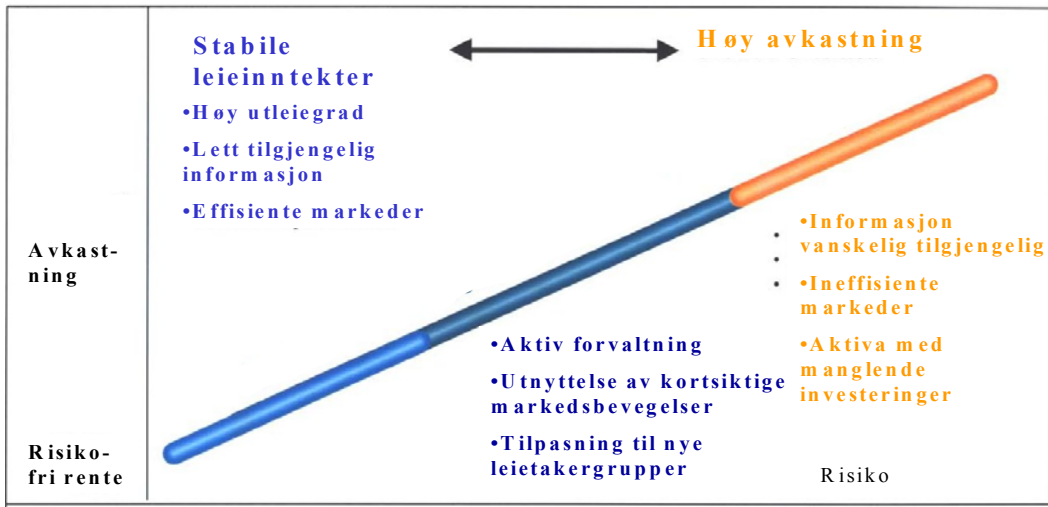 Stabile
leieinntekter
•Høy utleiegrad
•Lett tilgjengelig
informasjon
•Effisiente markeder
Høy avkastning
Avkast-
ning
•Informasjon
vanskelig tilgjengelig
•Ineffisiente
markeder
•Aktiva med
manglende
investeringer
•Aktiv forvaltning
•Utnyttelse av kortsiktige
markedsbevegelser
•Tilpasning til nye
leietakergrupper
Risiko-
fri rente
Risiko